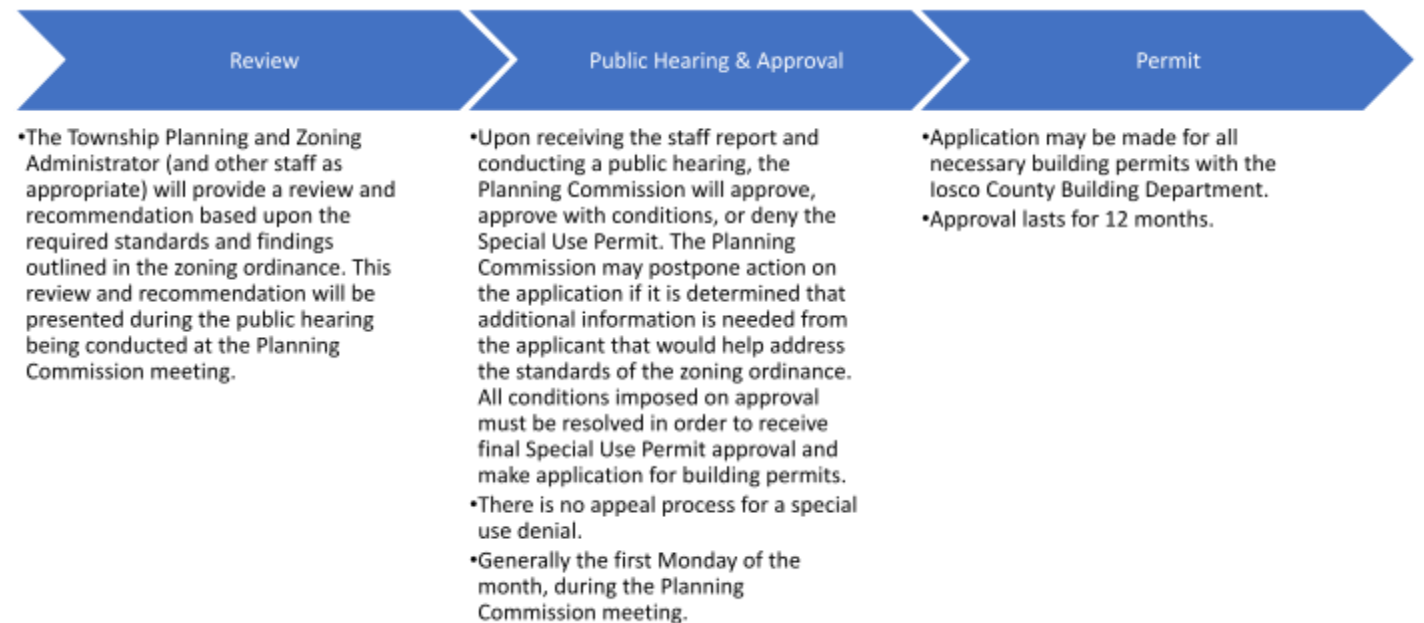 Review
Public Hearing & Approval
Permit
•The Township Planning and Zoning
Administrator (and other staff as
appropriate) will provide a review and
recommendation based upon the
required standards and findings
outlined in the zoning ordinance. This
review and recommendation will be
presented during the public hearing
being conducted at the Planning
Commission meeting.
•Upon receiving the staff report and
conducting a public hearing, the
Planning Commission will approve,
approve with conditions, or deny the
Special Use Permit. The Planning
Commission may postpone action on
the application if it is determined that
additional information is needed from
the applicant that would help address
the standards of the zoning ordinance.
All conditions imposed on approval
must be resolved in order to receive
final Special Use Permit approval and
make application for building permits.
•There is no appeal process for a special
use denial.
•Generally the first Monday of the
month, during the Planning
Commission meeting.
•Application may be made for all
necessary building permits with the
Iosco County Building Department.
•Approval lasts for 12 months.